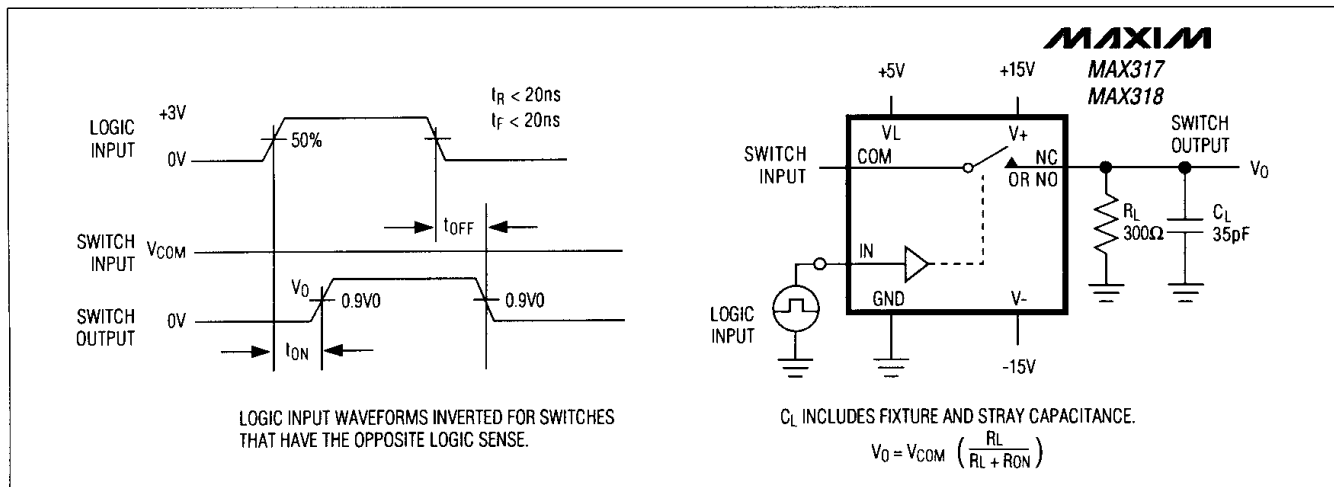 LOGIC
INPUT
+3V
0V
50%
tR < 20ns
tF < 20ns
tOFF
SWITCH
INPUT
VCOM
VO
0.9V0
0.9V0
SWITCH
OUTPUT
0V
tON
LOGIC INPUT WAVEFORMS INVERTED FOR SWITCHES
THAT HAVE THE OPPOSITE LOGIC SENSE.
MAXIM
MAX317
MAX318
+5V
+15V
VL
V+
SWITCH
OUTPUT
SWITCH
INPUT
COM
NC
OR NO
VO
RL
300Ω
CL
35pF
IN
LOGIC
INPUT
GND
V-
-15V
CL INCLUDES FIXTURE AND STRAY CAPACITANCE.
VO = VCOM (RL / RL + RON)